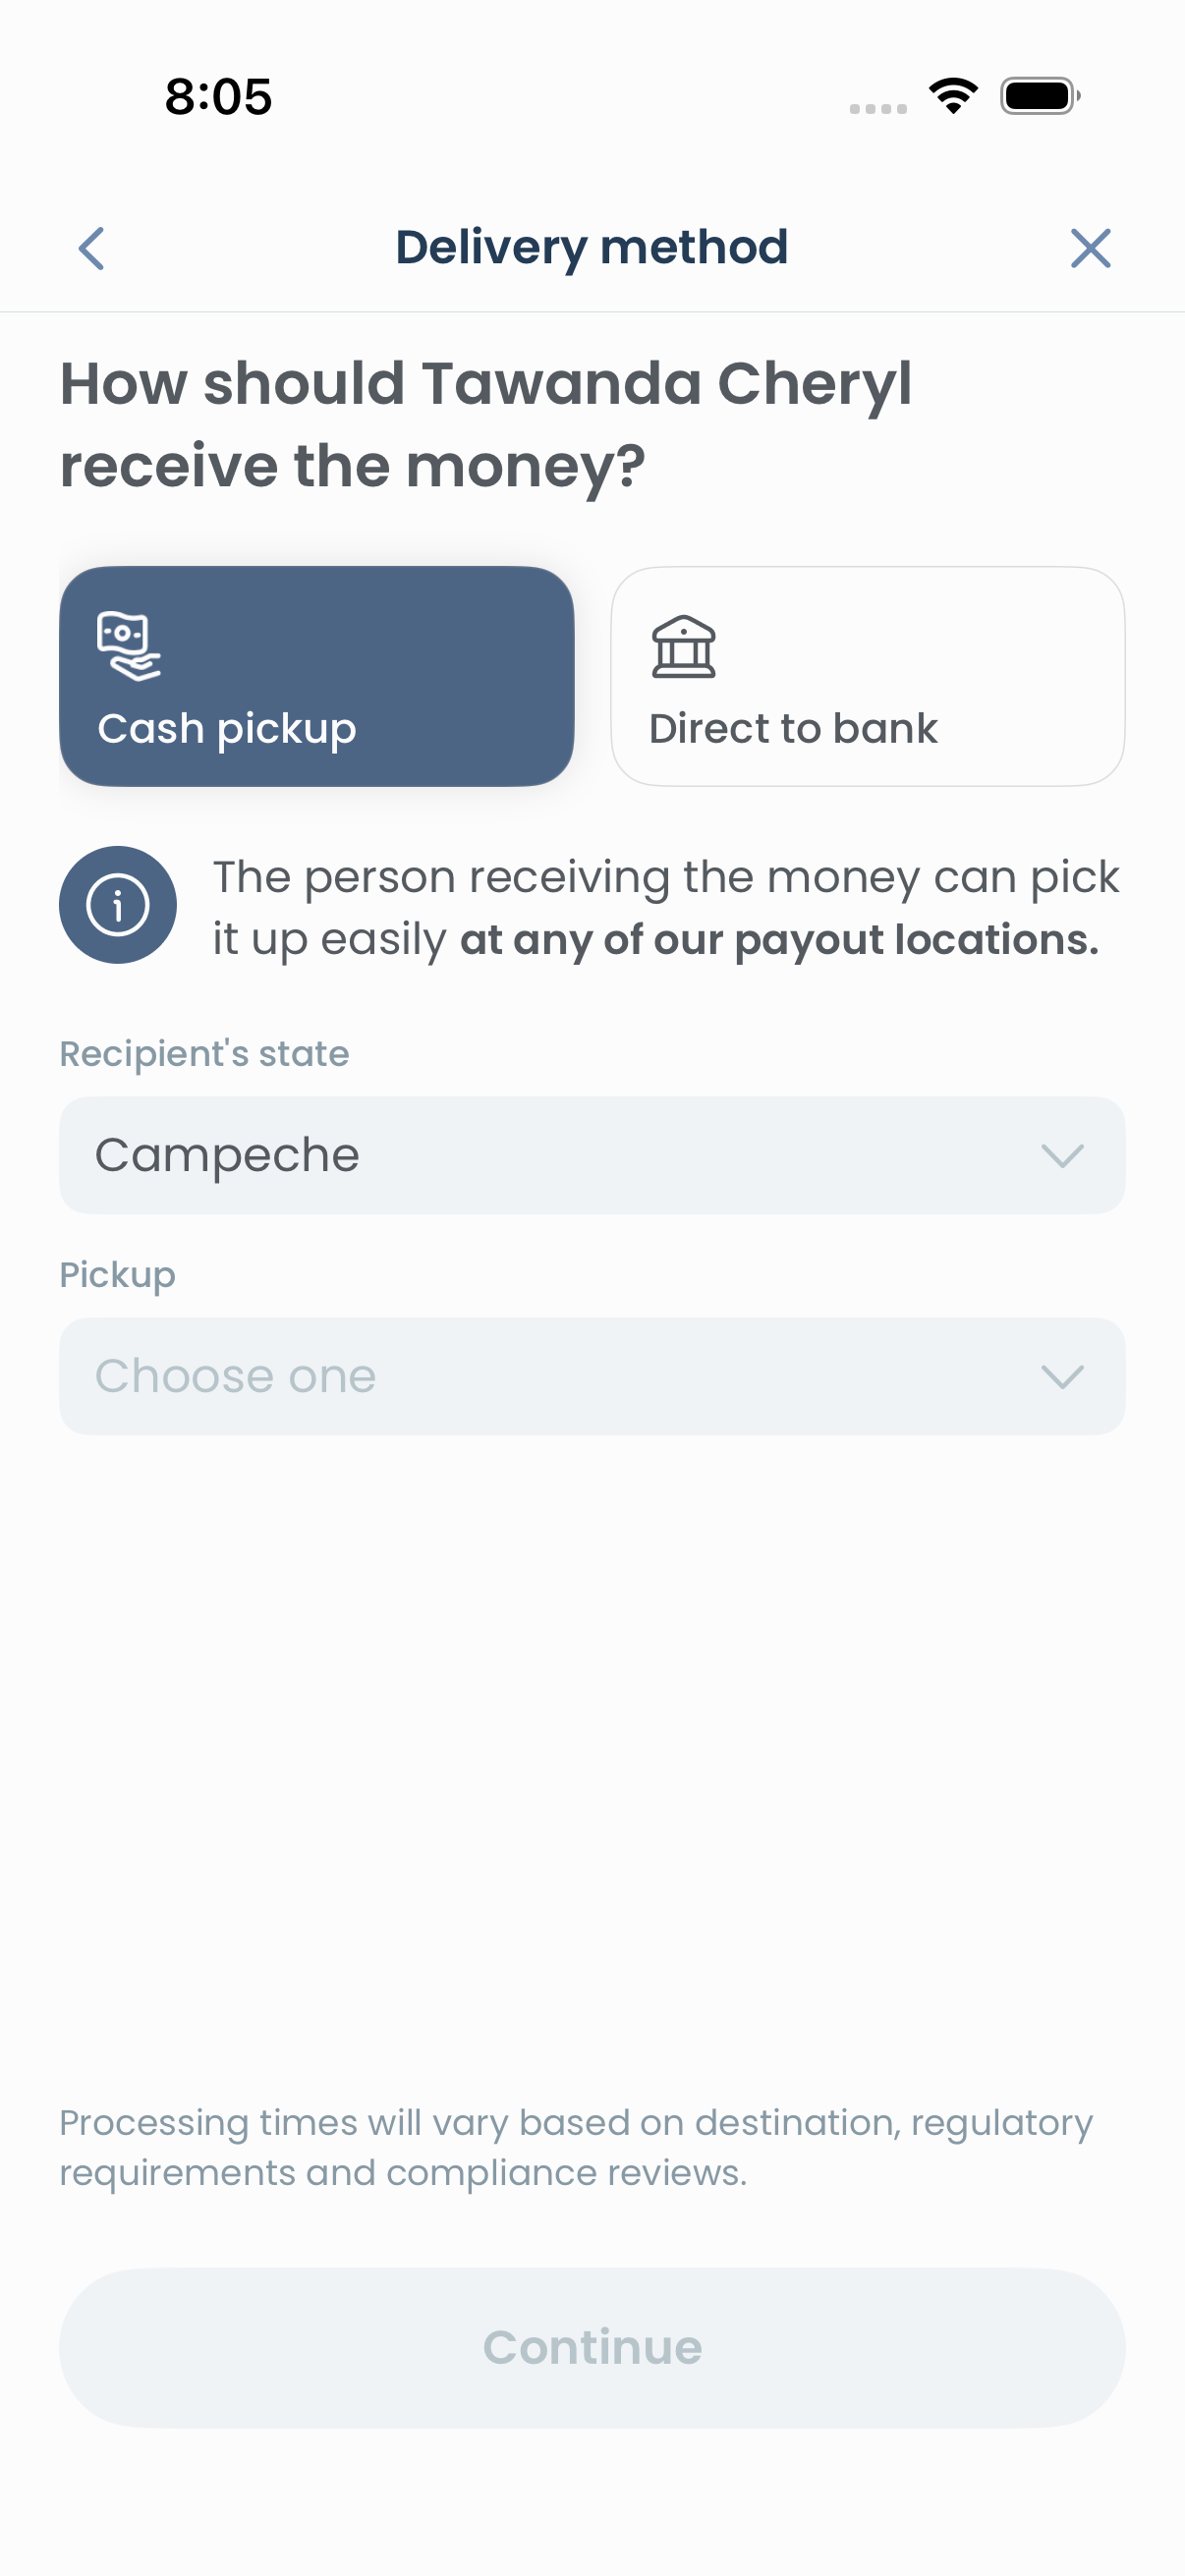 8:05
Delivery method
How should Tawanda Cheryl
receive the money?
Cash pickup
Direct to bank
The person receiving the money can pick
it up easily at any of our payout locations.
Recipient's state
Campeche
Pickup
Choose one
Processing times will vary based on destination, regulatory
requirements and compliance reviews.
Continue